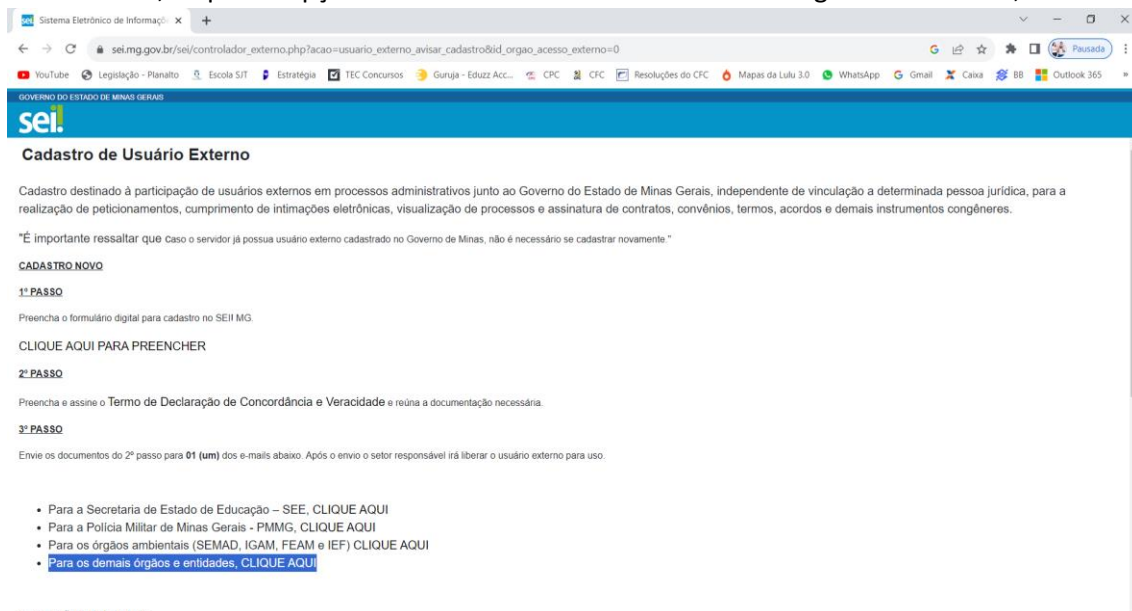 Sistema Eletrônico de Informaçõ
sei.mg.gov.br/sei/controlador_externo.php?acao=usuario_externo_avisar_cadastro&id_orgao_acesso_externo=0
Pausada
YouTube Legislação - Planalto Escola SJT Estratégia TEC Concursos Guruja - Eduzz Acc... CPC CFC Resoluções do CFC Mapas da Lulu 3.0 WhatsApp Gmail Caixa BB Outlook 365 »
GOVERNO DO ESTADO DE MINAS GERAIS
sei!
Cadastro de Usuário Externo
Cadastro destinado à participação de usuários externos em processos administrativos junto ao Governo do Estado de Minas Gerais, independente de vinculação a determinada pessoa jurídica, para a
realização de peticionamentos, cumprimento de intimações eletrônicas, visualização de processos e assinatura de contratos, convênios, termos, acordos e demais instrumentos congêneres.
"É importante ressaltar que caso o servidor já possua usuário externo cadastrado no Governo de Minas, não é necessário se cadastrar novamente."
CADASTRO NOVO
1º PASSO
Preencha o formulário digital para cadastro no SEI! MG.
CLIQUE AQUI PARA PREENCHER
2º PASSO
Preencha e assine o Termo de Declaração de Concordância e Veracidade e reúna a documentação necessária.
3º PASSO
Envie os documentos do 2º passo para 01 (um) dos e-mails abaixo. Após o envio o setor responsável irá liberar o usuário externo para uso.
• Para a Secretaria de Estado de Educação – SEE, CLIQUE AQUI
• Para a Polícia Militar de Minas Gerais - PMMG, CLIQUE AQUI
• Para os órgãos ambientais (SEMAD, IGAM, FEAM e IEF) CLIQUE AQUI
• Para os demais órgãos e entidades, CLIQUE AQUI